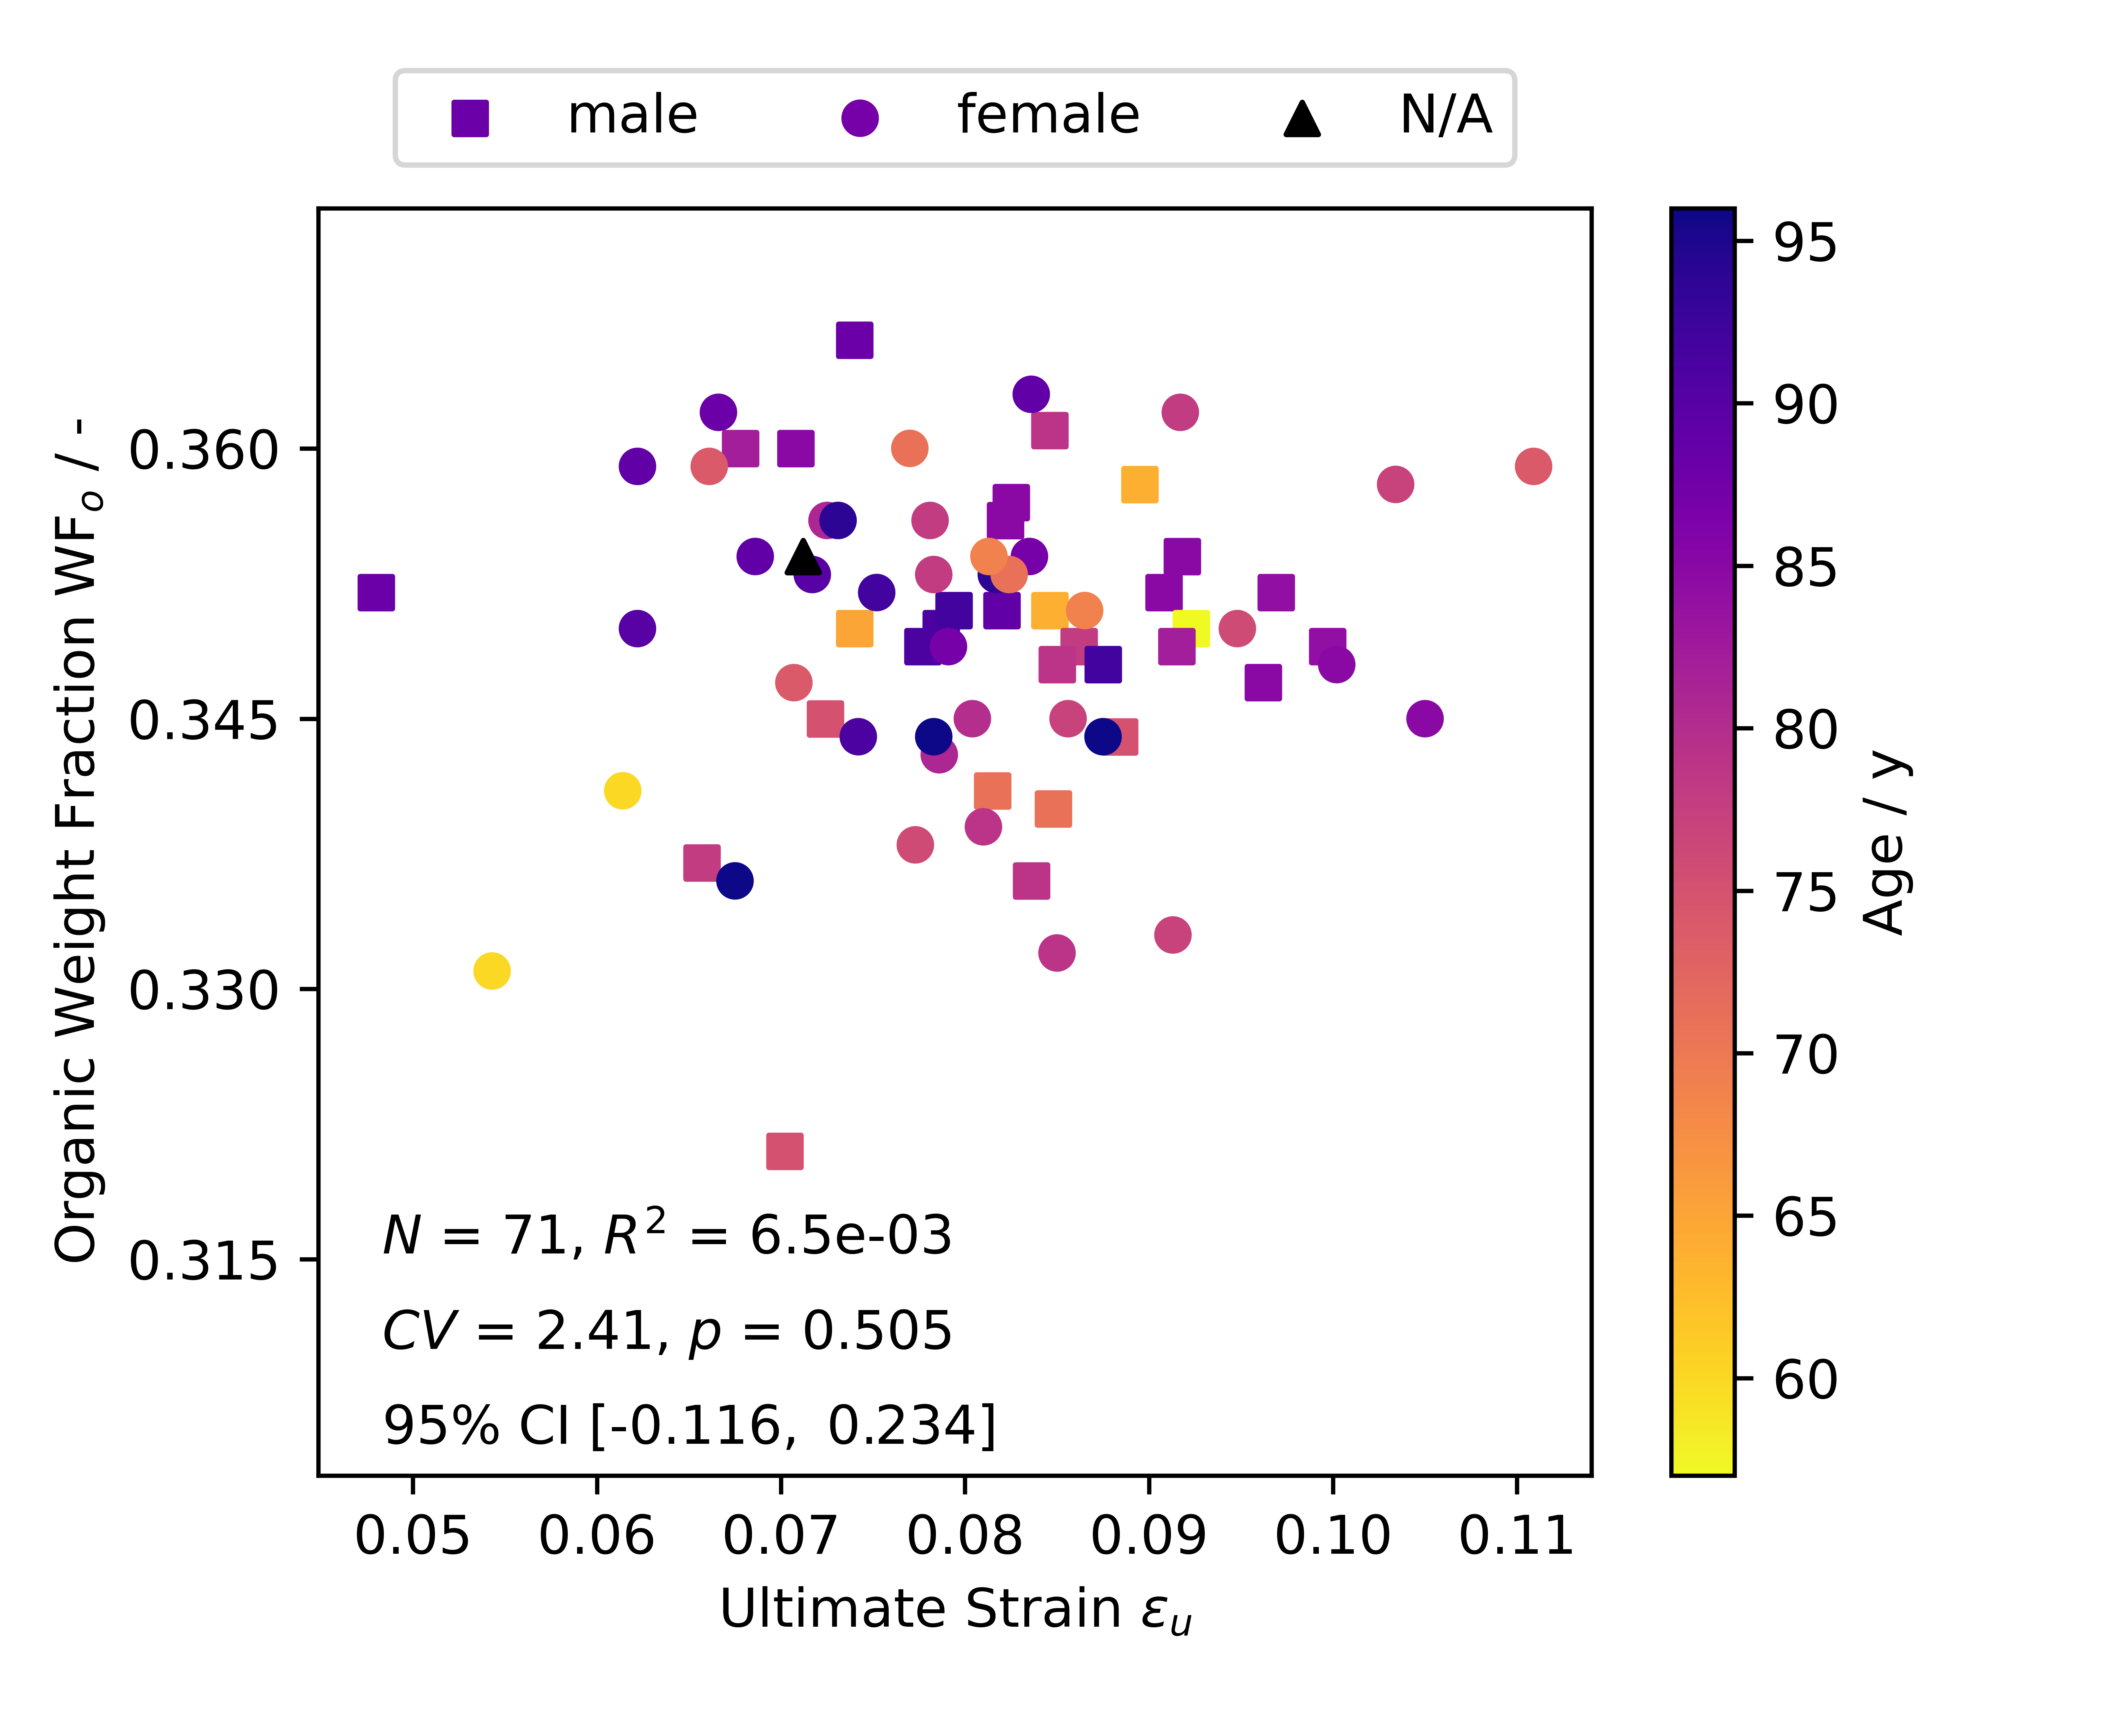 male female N/A
Organic Weight Fraction WFₒ / -
0.360
0.345
0.330
0.315
N = 71, R² = 6.5e-03
CV = 2.41, p = 0.505
95% CI [-0.116, 0.234]
0.05 0.06 0.07 0.08 0.09 0.10 0.11
Ultimate Strain εᵤ
95
90
85
80
75
70
65
60
Age / y